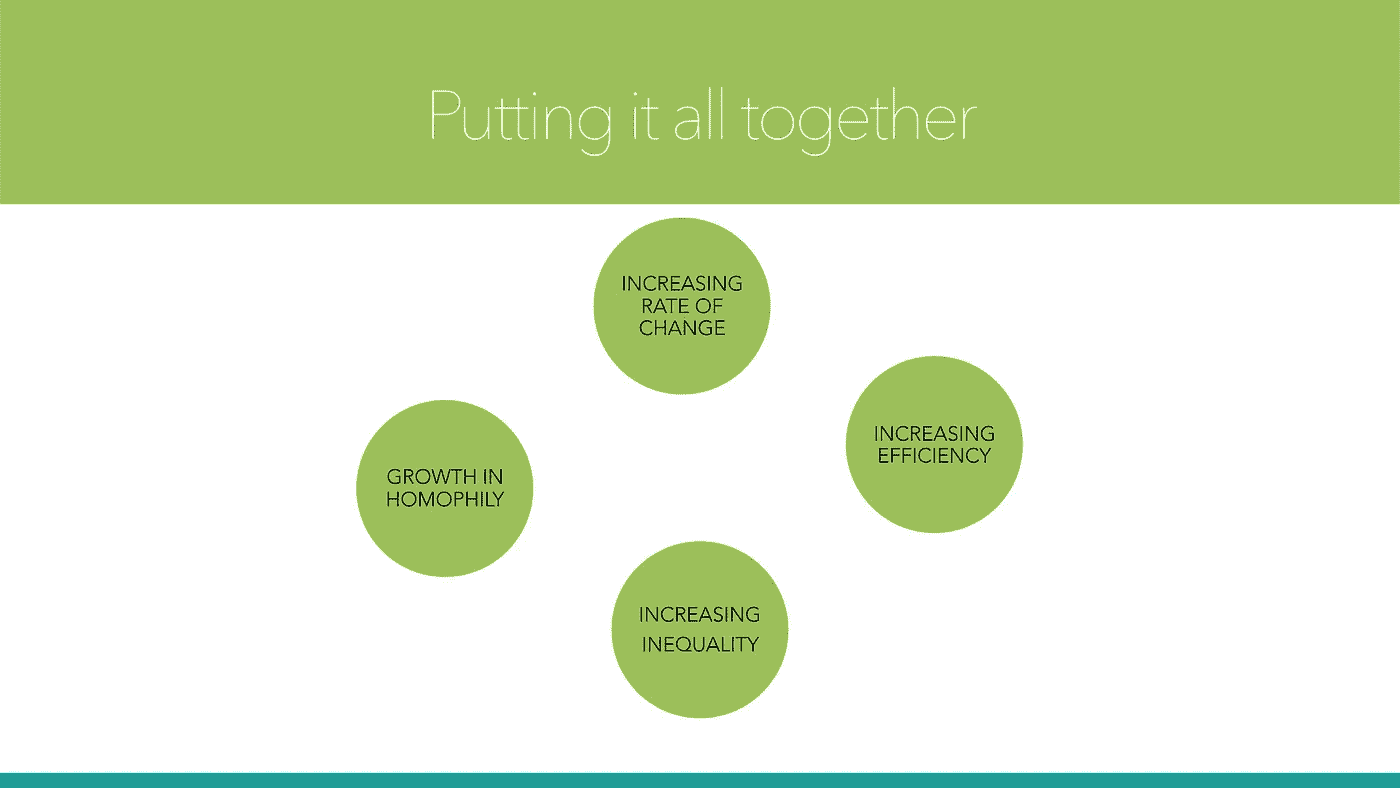 Putting it all together
INCREASING
RATE OF
CHANGE
INCREASING
EFFICIENCY
GROWTH IN
HOMOPHILY
INCREASING
INEQUALITY